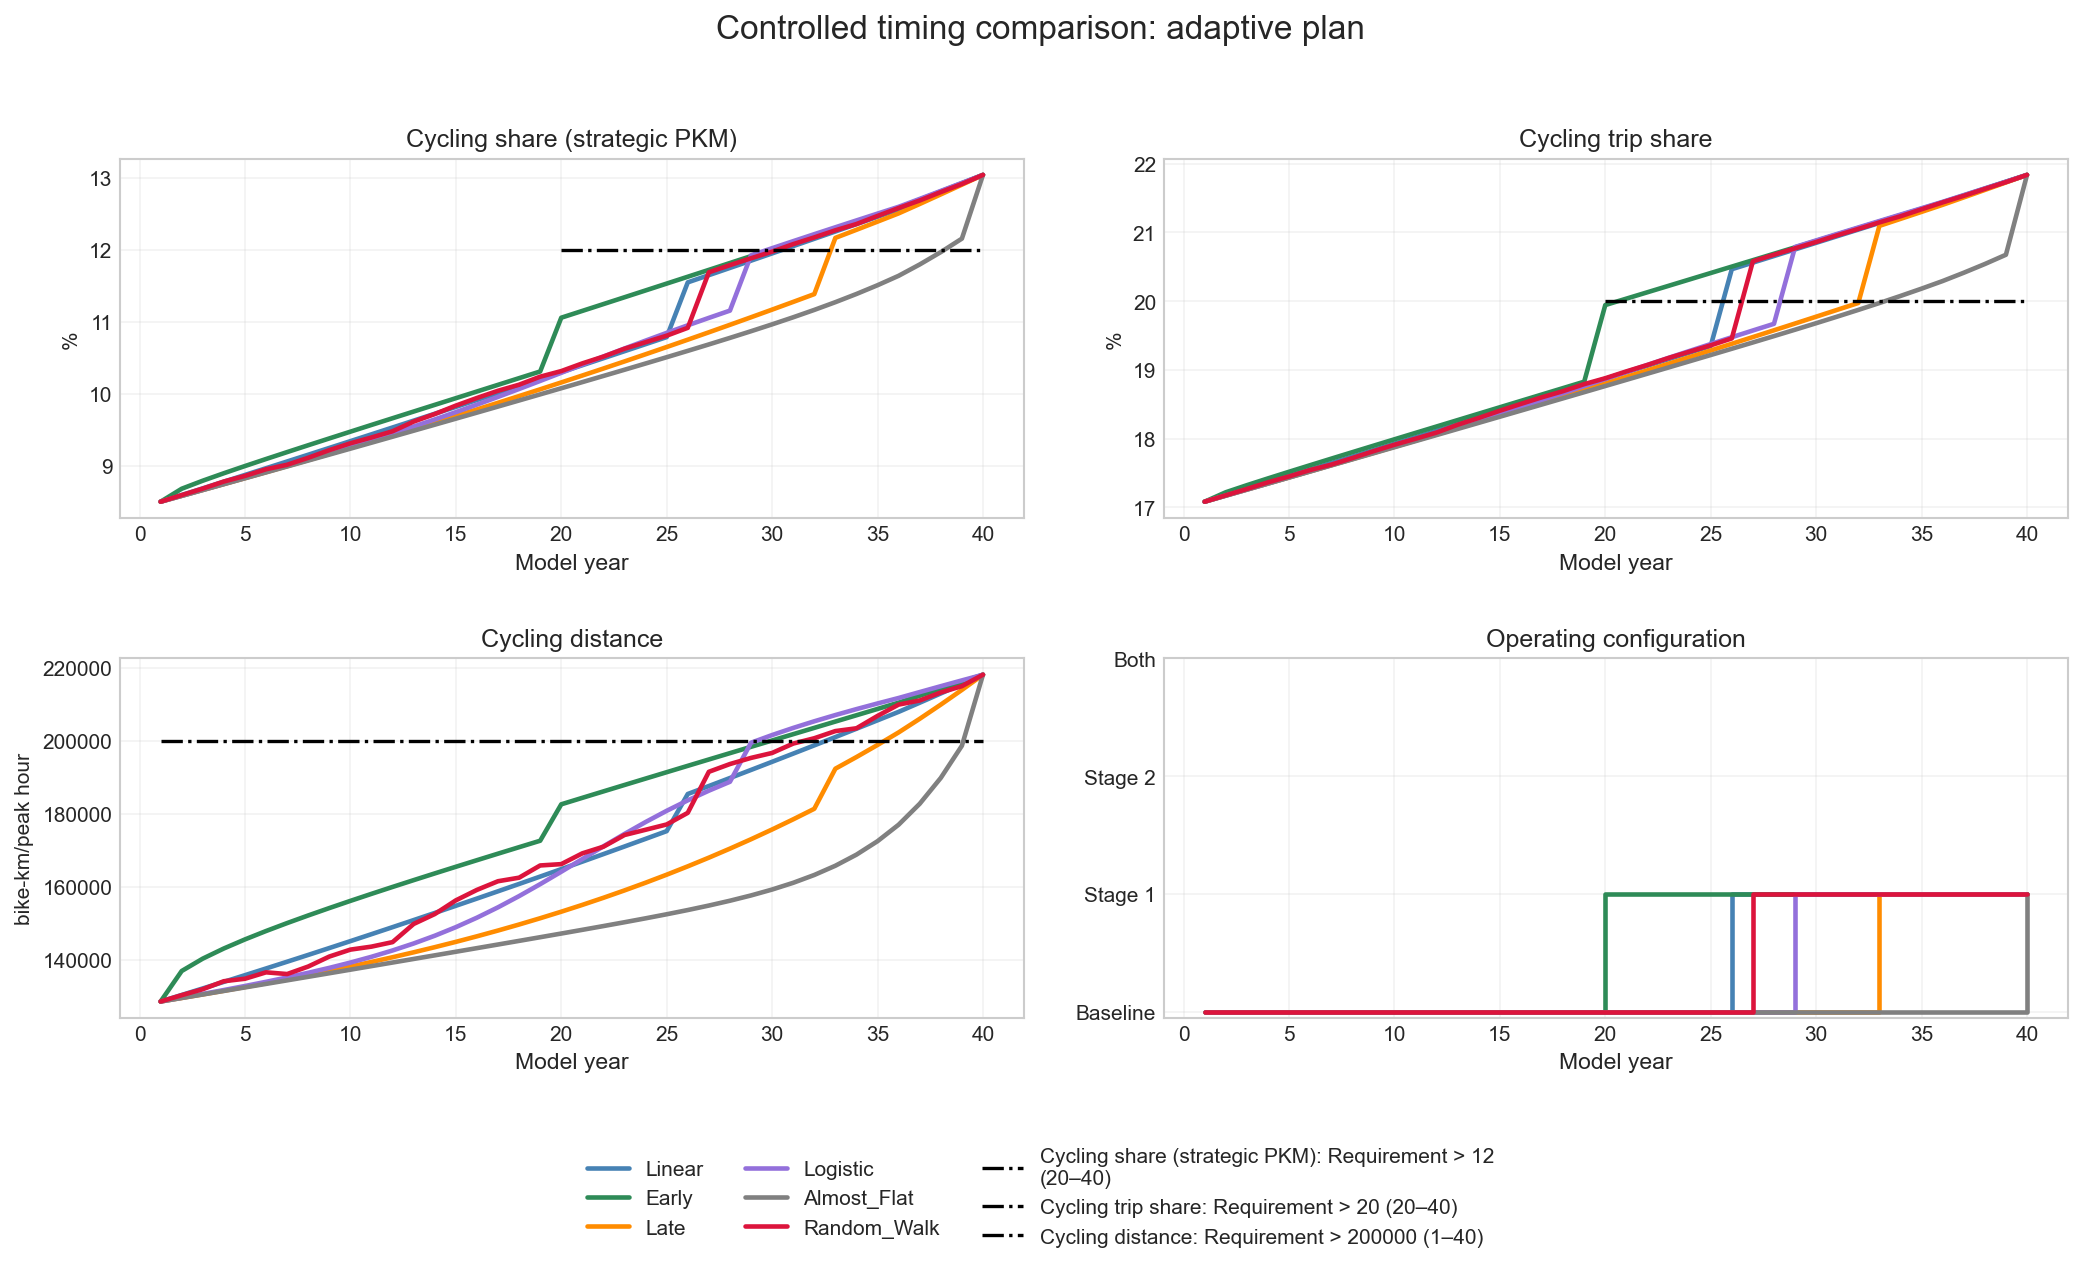 Controlled timing comparison: adaptive plan
Cycling share (strategic PKM)
13
12
11
10
9
%
0 5 10 15 20 25 30 35 40
Model year
Cycling trip share
22
21
20
19
18
17
%
0 5 10 15 20 25 30 35 40
Model year
Cycling distance
220000
200000
180000
160000
140000
bike-km/peak hour
0 5 10 15 20 25 30 35 40
Model year
Operating configuration
Both
Stage 2
Stage 1
Baseline
0 5 10 15 20 25 30 35 40
Model year
Linear
Early
Late
Logistic
Almost_Flat
Random_Walk
Cycling share (strategic PKM): Requirement > 12
(20–40)
Cycling trip share: Requirement > 20 (20–40)
Cycling distance: Requirement > 200000 (1–40)